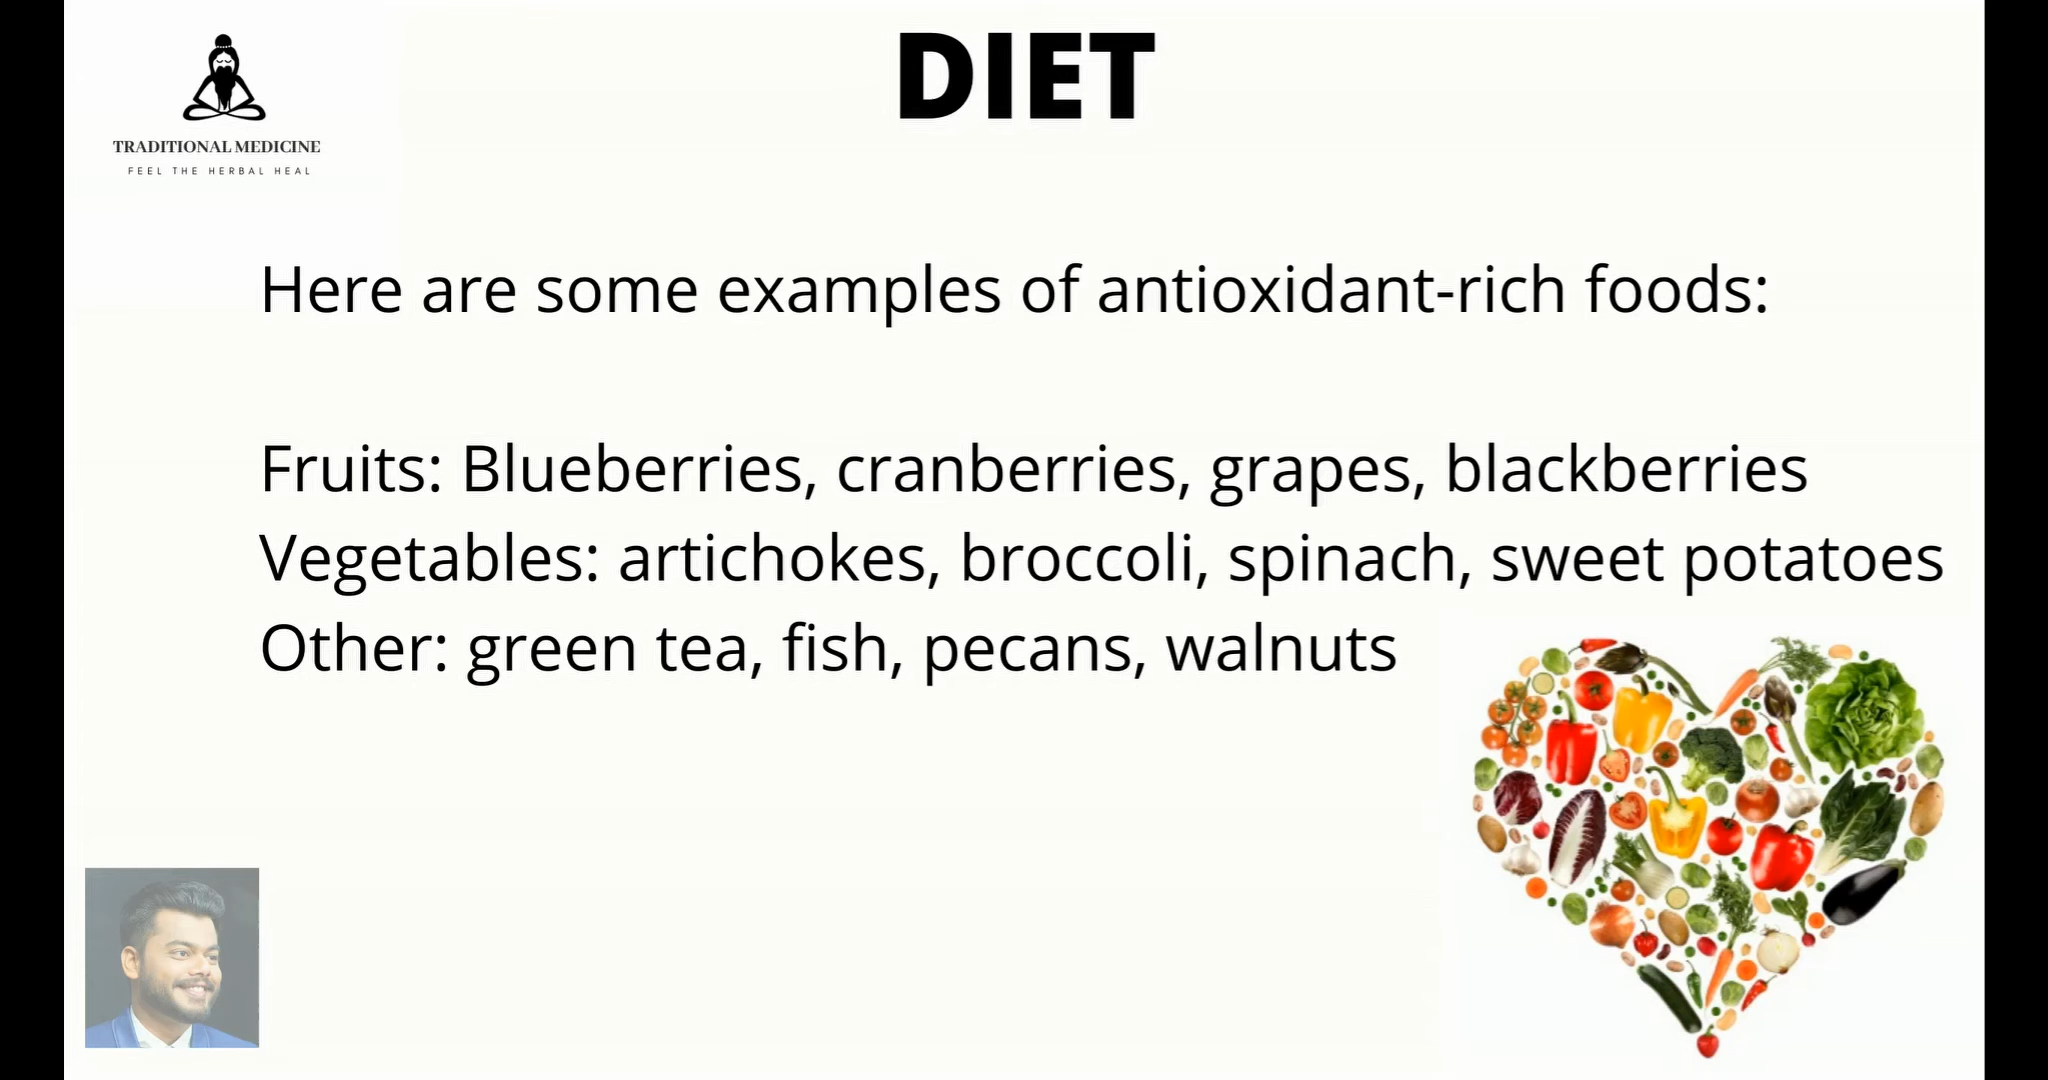 TRADITIONAL MEDICINE
FEEL THE HERBAL HEAL
DIET
Here are some examples of antioxidant-rich foods:
Fruits: Blueberries, cranberries, grapes, blackberries
Vegetables: artichokes, broccoli, spinach, sweet potatoes
Other: green tea, fish, pecans, walnuts